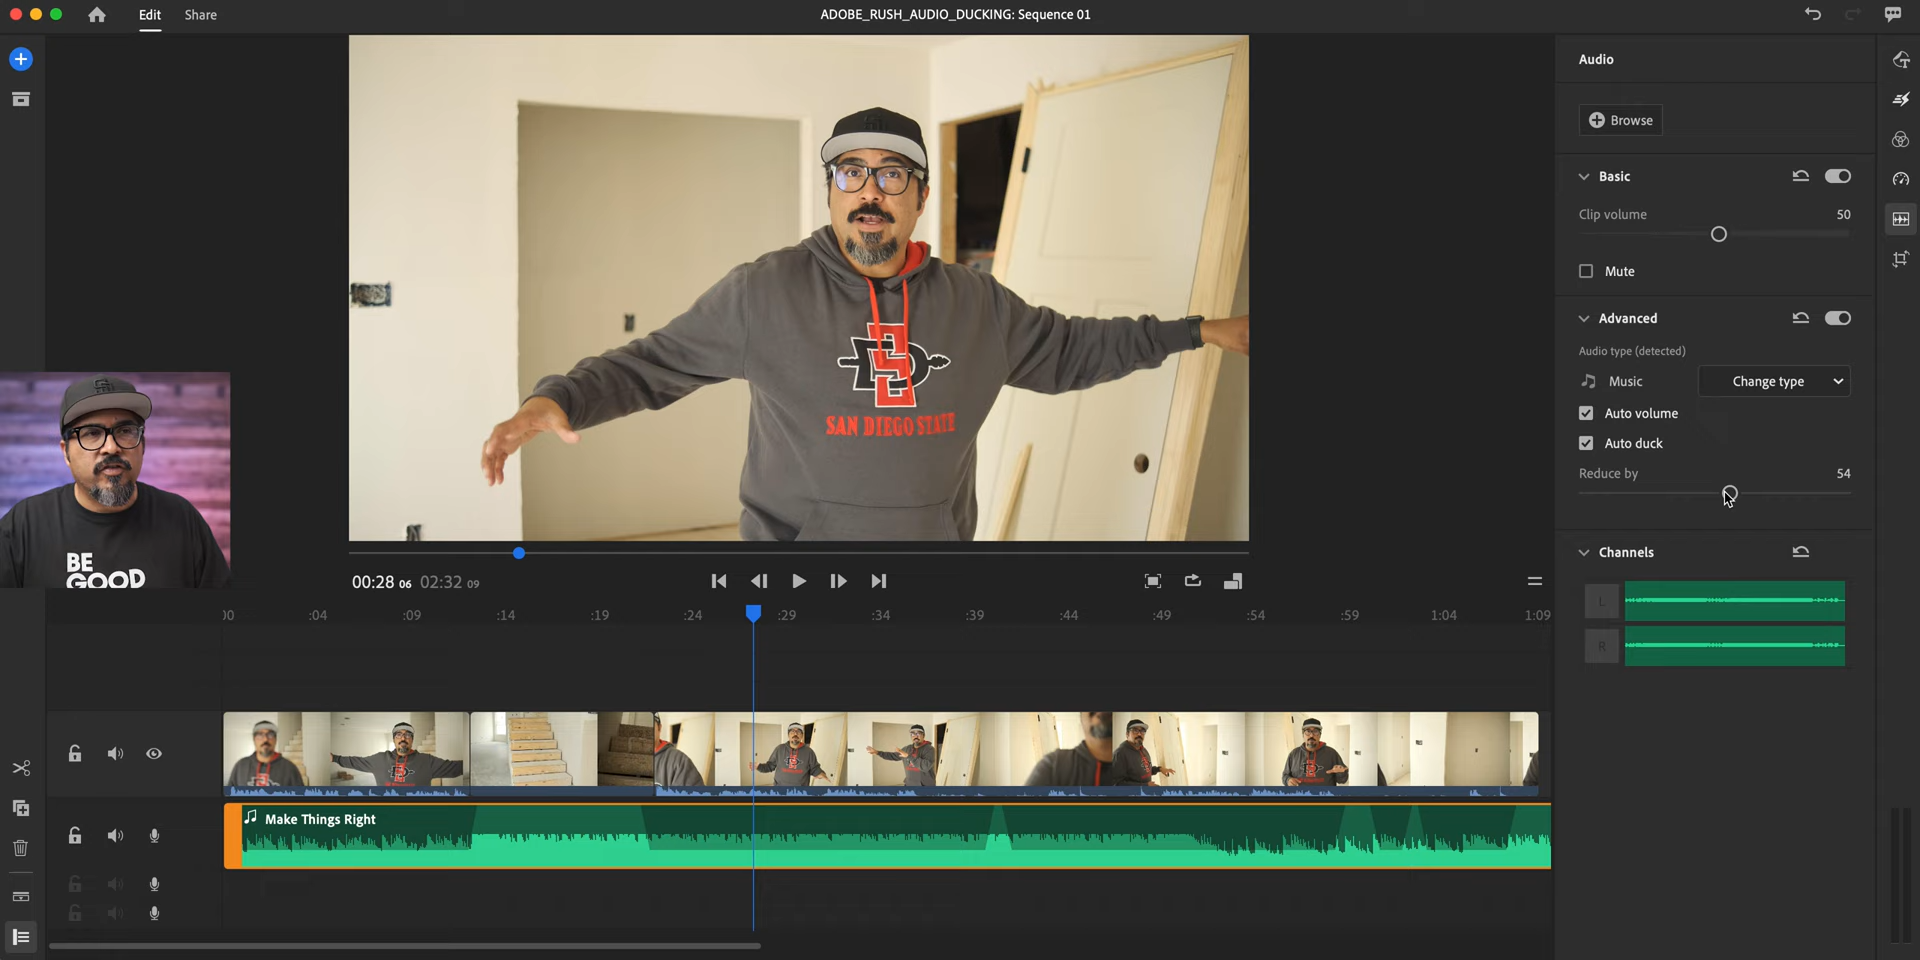 Edit
Share
ADOBE_RUSH_AUDIO_DUCKING: Sequence 01
Audio
Browse
Basic
Clip volume
50
Mute
Advanced
Audio type (detected)
Music
Change type
Auto volume
Auto duck
Reduce by
54
Channels
L
R
SD
SAN DIEGO STATE
BE
GOOD
00:28 06
02:32 09
:00
:04
:09
:14
:19
:24
:29
:34
:39
:44
:49
:54
:59
1:04
1:09
Make Things Right